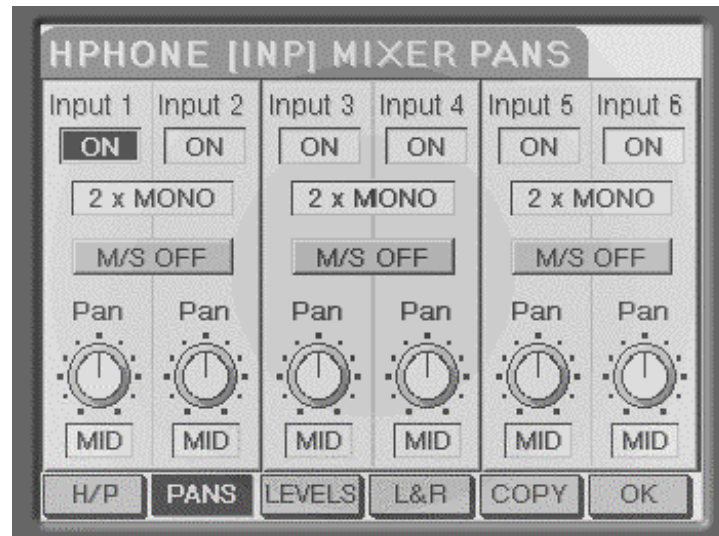 HPHONE [INP] MIXER PANS
Input 1 Input 2 Input 3 Input 4 Input 5 Input 6
ON ON ON ON ON ON
2 x MONO 2 x MONO 2 x MONO
M/S OFF M/S OFF M/S OFF
Pan Pan Pan Pan Pan Pan
MID MID MID MID MID MID
H/P PANS LEVELS L&R COPY OK